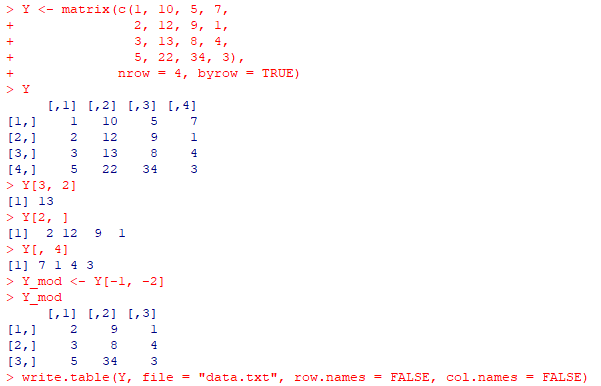 > Y <- matrix(c(1, 10, 5, 7,
+               2, 12, 9, 1,
+               3, 13, 8, 4,
+               5, 22, 34, 3),
+             nrow = 4, byrow = TRUE)
> Y
     [,1] [,2] [,3] [,4]
[1,]    1   10    5    7
[2,]    2   12    9    1
[3,]    3   13    8    4
[4,]    5   22   34    3
> Y[3, 2]
[1] 13
> Y[2, ]
[1]  2 12  9  1
> Y[, 4]
[1] 7 1 4 3
> Y_mod <- Y[-1, -2]
> Y_mod
     [,1] [,2] [,3]
[1,]    2    9    1
[2,]    3    8    4
[3,]    5   34    3
> write.table(Y, file = "data.txt", row.names = FALSE, col.names = FALSE)